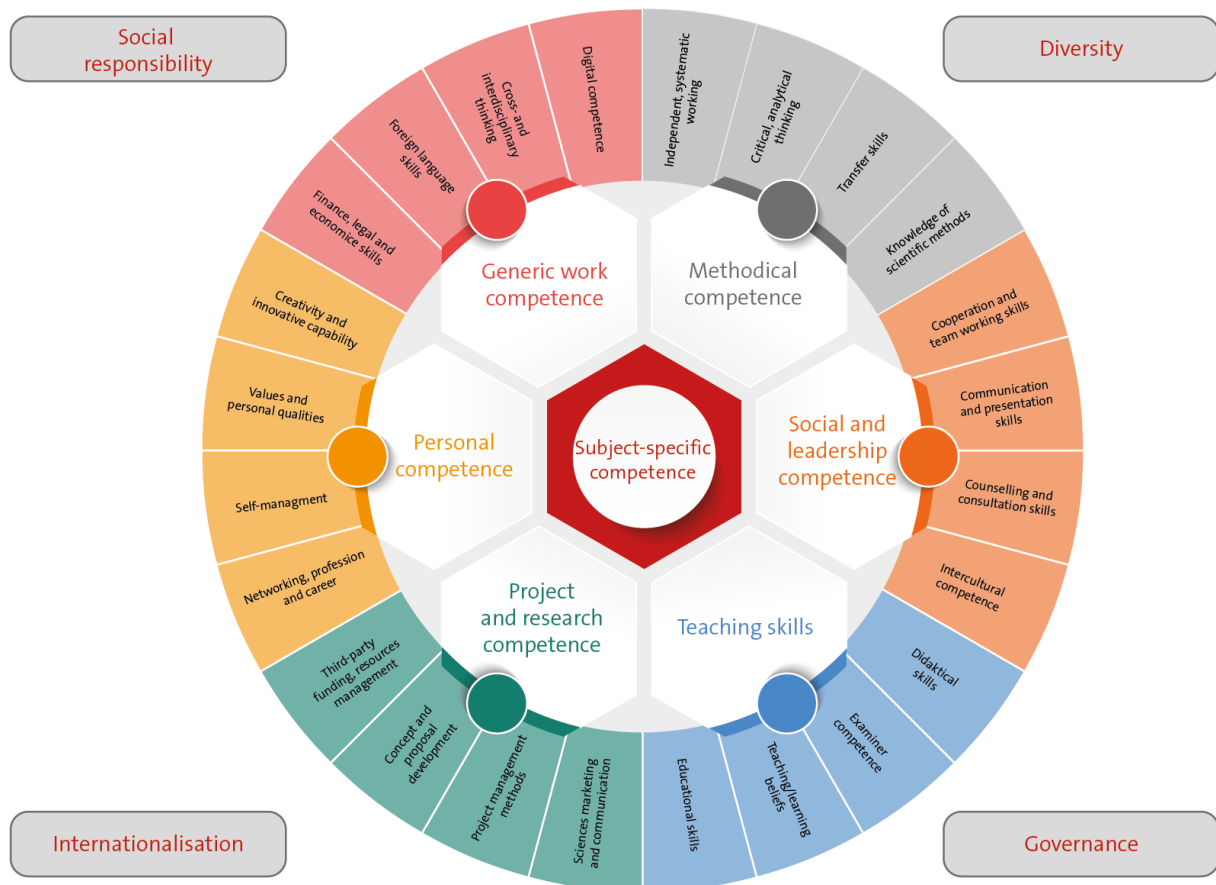 Social
responsibility
Diversity
Digital competence
Cross- and
interdisciplinary
thinking
Foreign language
skills
Finance, legal and
economice skills
Independent, systematic
working
Critical, analytical
thinking
Transfer skills
Knowledge of
scientific methods
Generic work
competence
Methodical
competence
Creativity and
innovative capability
Values and
personal qualities
Self-managment
Networking, profession
and career
Personal
competence
Subject-specific
competence
Social and
leadership
competence
Cooperation and
team working skills
Communication
and presentation
skills
Counselling and
consultation skills
Intercultural
competence
Project
and research
competence
Teaching skills
Third-party
funding, resources
management
Concept and
proposal
development
Project management
methods
Sciences marketing
and communication
Educational skills
Teaching/learning
beliefs
Examiner
competence
Didaktical
skills
Internationalisation
Governance